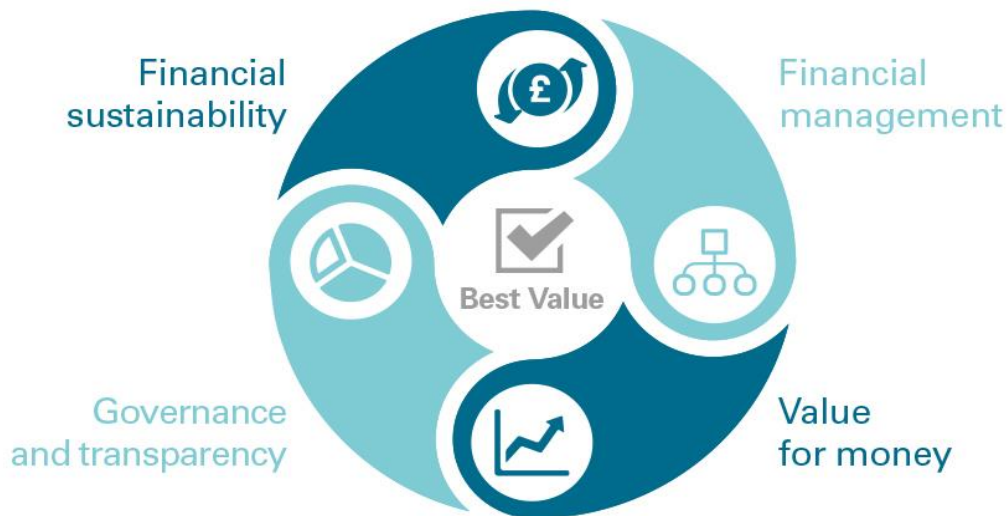 Financial
sustainability
£
Financial
management
Best Value
Governance
and transparency
Value
for money